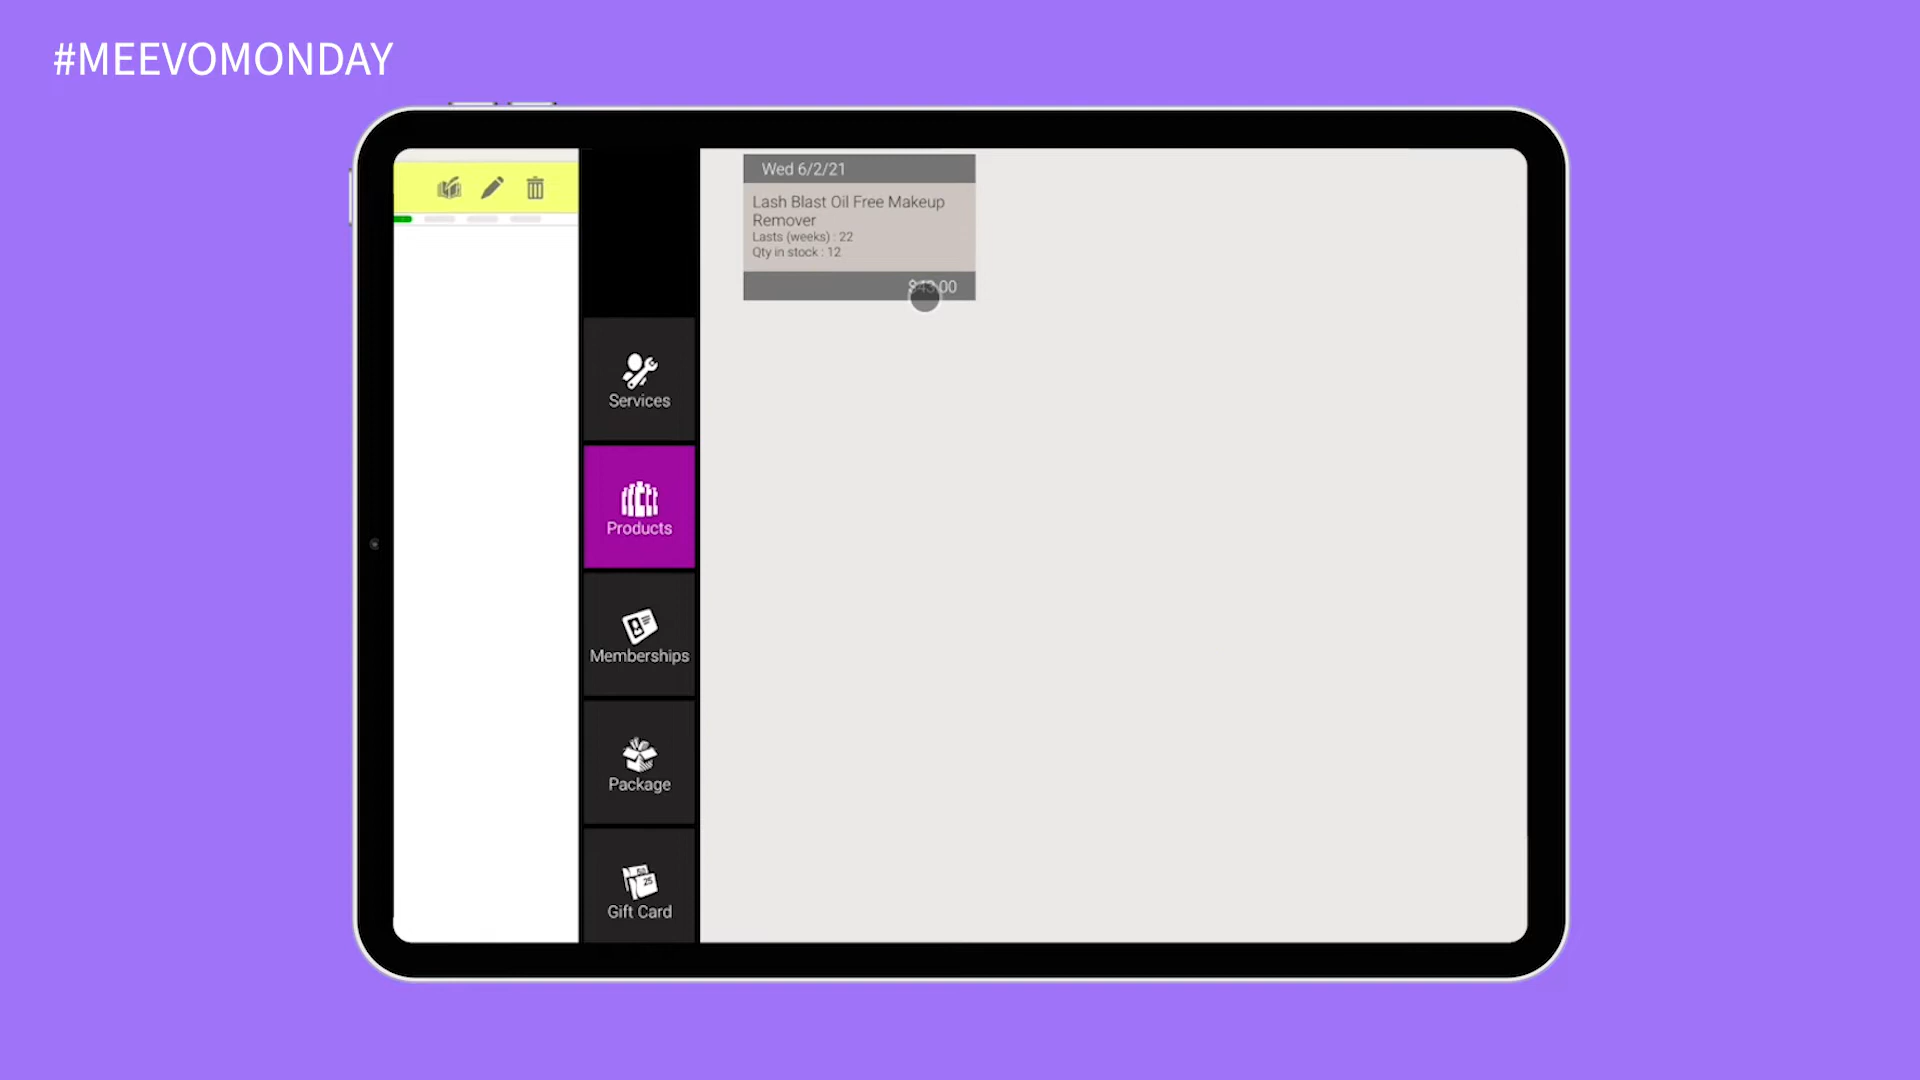 #MEEVOMONDAY
Wed 6/2/21
Lash Blast Oil Free Makeup
Remover
Lasts (weeks) : 22
Qty in stock : 12
Services
Products
Memberships
Package
Gift Card